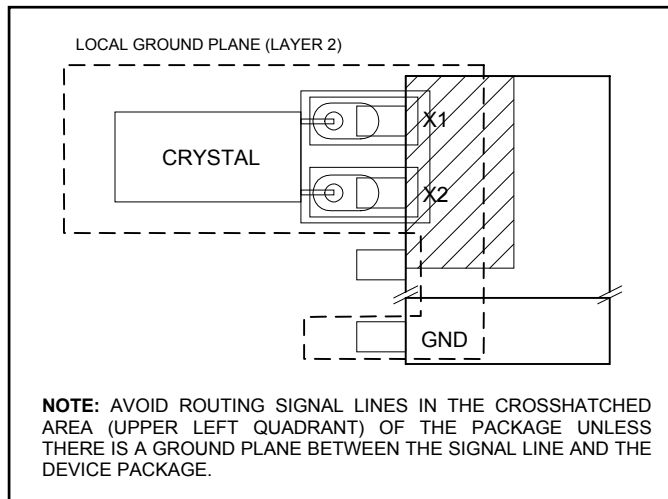 LOCAL GROUND PLANE (LAYER 2)
X1
CRYSTAL
X2
GND
NOTE: AVOID ROUTING SIGNAL LINES IN THE CROSSHATCHED
AREA (UPPER LEFT QUADRANT) OF THE PACKAGE UNLESS
THERE IS A GROUND PLANE BETWEEN THE SIGNAL LINE AND THE
DEVICE PACKAGE.